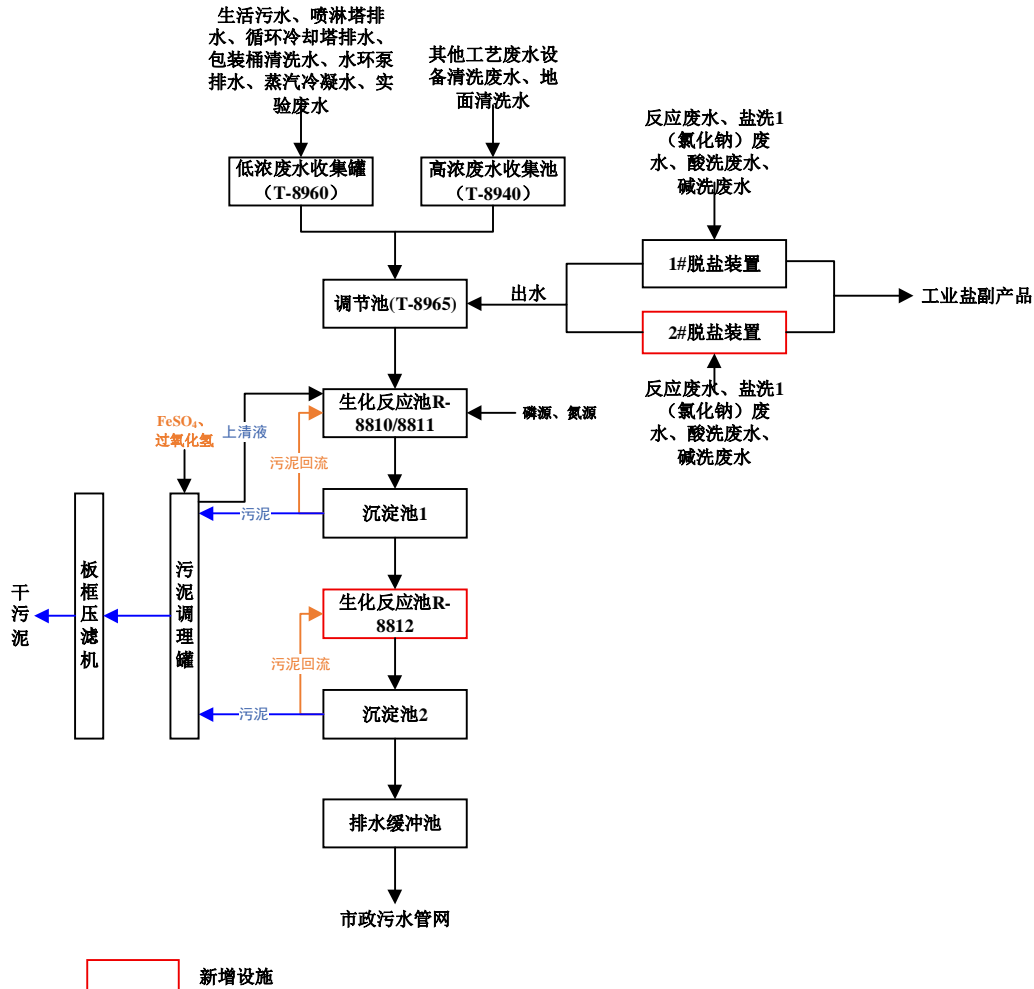 生活污水、喷淋塔排
水、循环冷却塔排水、
包装桶清洗水、水环泵
排水、蒸汽冷凝水、实
验废水
其他工艺废水设
备清洗废水、地
面清洗水
反应废水、盐洗1
（氯化钠）废
水、酸洗废水、
碱洗废水
低浓废水收集罐
（T-8960）
高浓废水收集池
（T-8940）
1#脱盐装置
调节池(T-8965)
出水
工业盐副产品
2#脱盐装置
反应废水、盐洗1
（氯化钠）废
水、酸洗废水、
碱洗废水
生化反应池R-
8810/8811
磷源、氮源
FeSO₄、
过氧化氢
上清液
污泥回流
沉淀池1
污泥
板框压滤机
污泥调理罐
干污泥
生化反应池R-
8812
污泥回流
沉淀池2
污泥
排水缓冲池
市政污水管网
新增设施